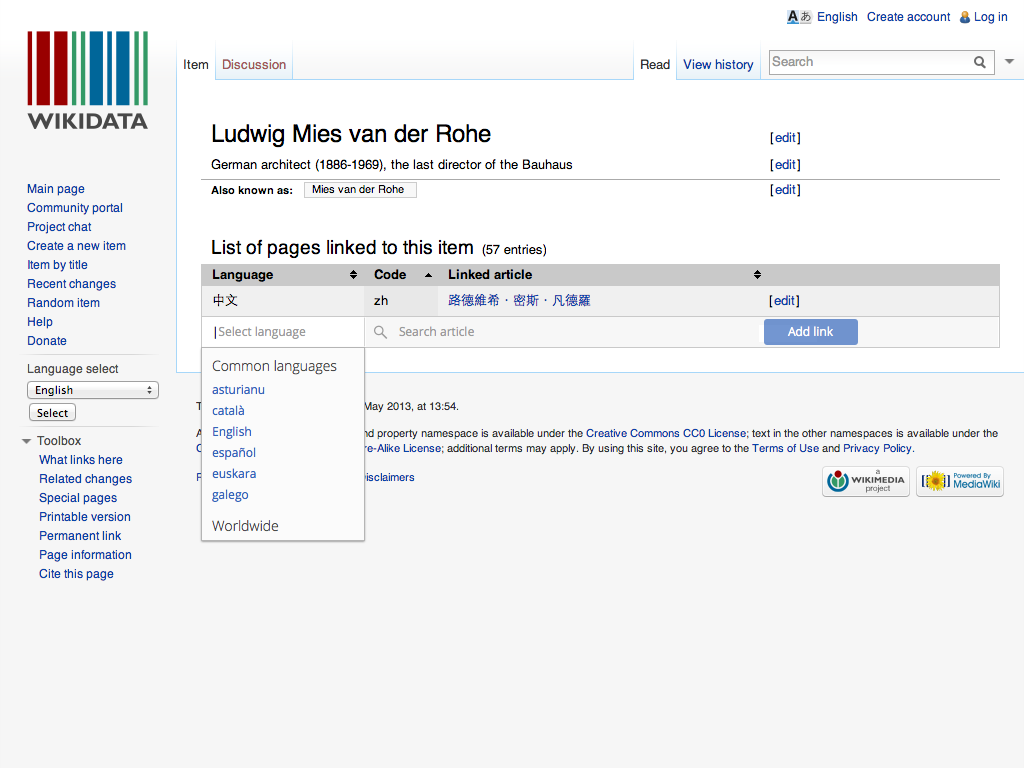 Aあ English Create account Log in
WIKIDATA
Item Discussion Read View history Search
Ludwig Mies van der Rohe [edit]
German architect (1886-1969), the last director of the Bauhaus [edit]
Also known as: Mies van der Rohe [edit]
Main page
Community portal
Project chat
Create a new item
Item by title
Recent changes
Random item
Help
Donate
Language select
English
Select
Toolbox
What links here
Related changes
Special pages
Printable version
Permanent link
Page information
Cite this page
List of pages linked to this item (57 entries)
Language Code Linked article
中文 zh 路德維希·密斯·凡德羅 [edit]
Select language Search article Add link
Common languages
asturianu
català
English
español
euskara
galego
Worldwide
May 2013, at 13:54.
property namespace is available under the Creative Commons CC0 License; text in the other namespaces is available under the
re-Alike License; additional terms may apply. By using this site, you agree to the Terms of Use and Privacy Policy.
isclaimers
a WIKIMEDIA project
Powered By MediaWiki